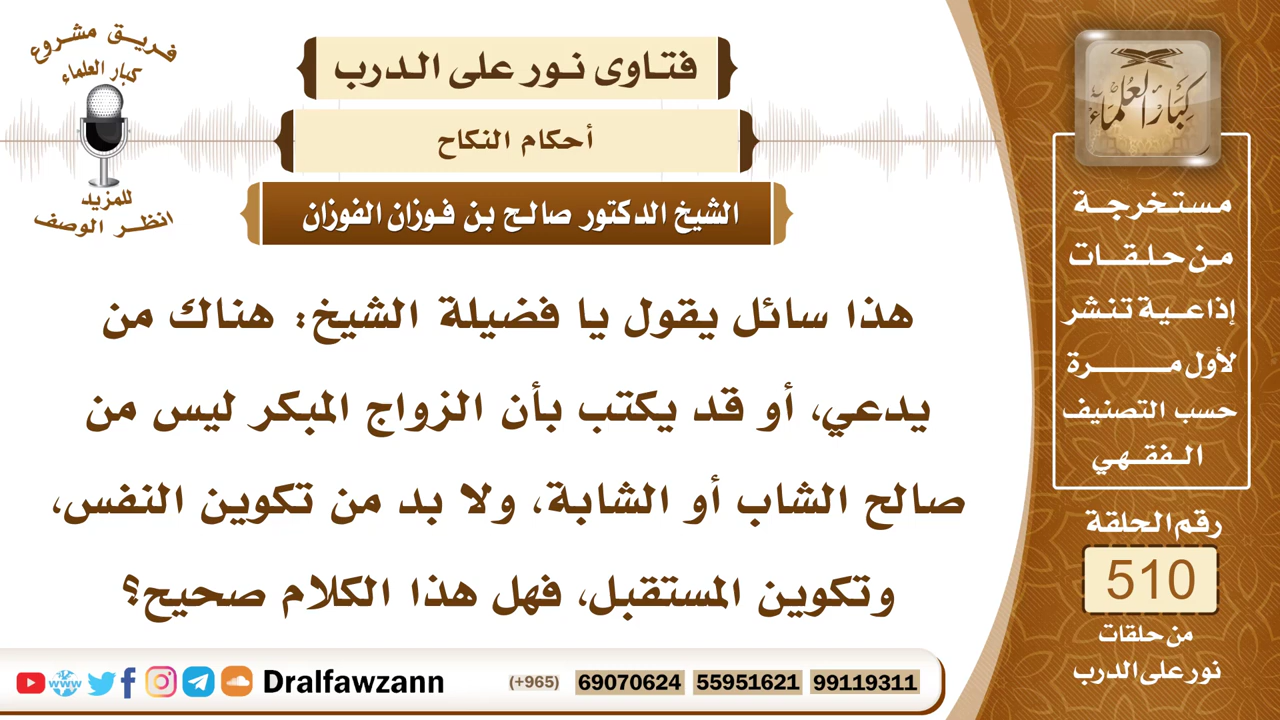 فريق مشروع
كبار العلماء
للمزيد
انظر الوصف
فتاوى نور على الدرب
أحكام النكاح
الشيخ الدكتور صالح بن فوزان الفوزان
هذا سائل يقول يا فضيلة الشيخ: هناك من
يدعي، أو قد يكتب بأن الزواج المبكر ليس من
صالح الشاب أو الشابة، ولا بد من تكوين النفس،
وتكوين المستقبل، فهل هذا الكلام صحيح؟
كبار العلماء
مستخرجة
من حلقات
إذاعية تنشر
لأول مرة
حسب التصنيف
الفقهي
رقم الحلقة
510
من حلقات
نور على الدرب
www
Dralfawzann
(+965) 69070624 55951621 99119311